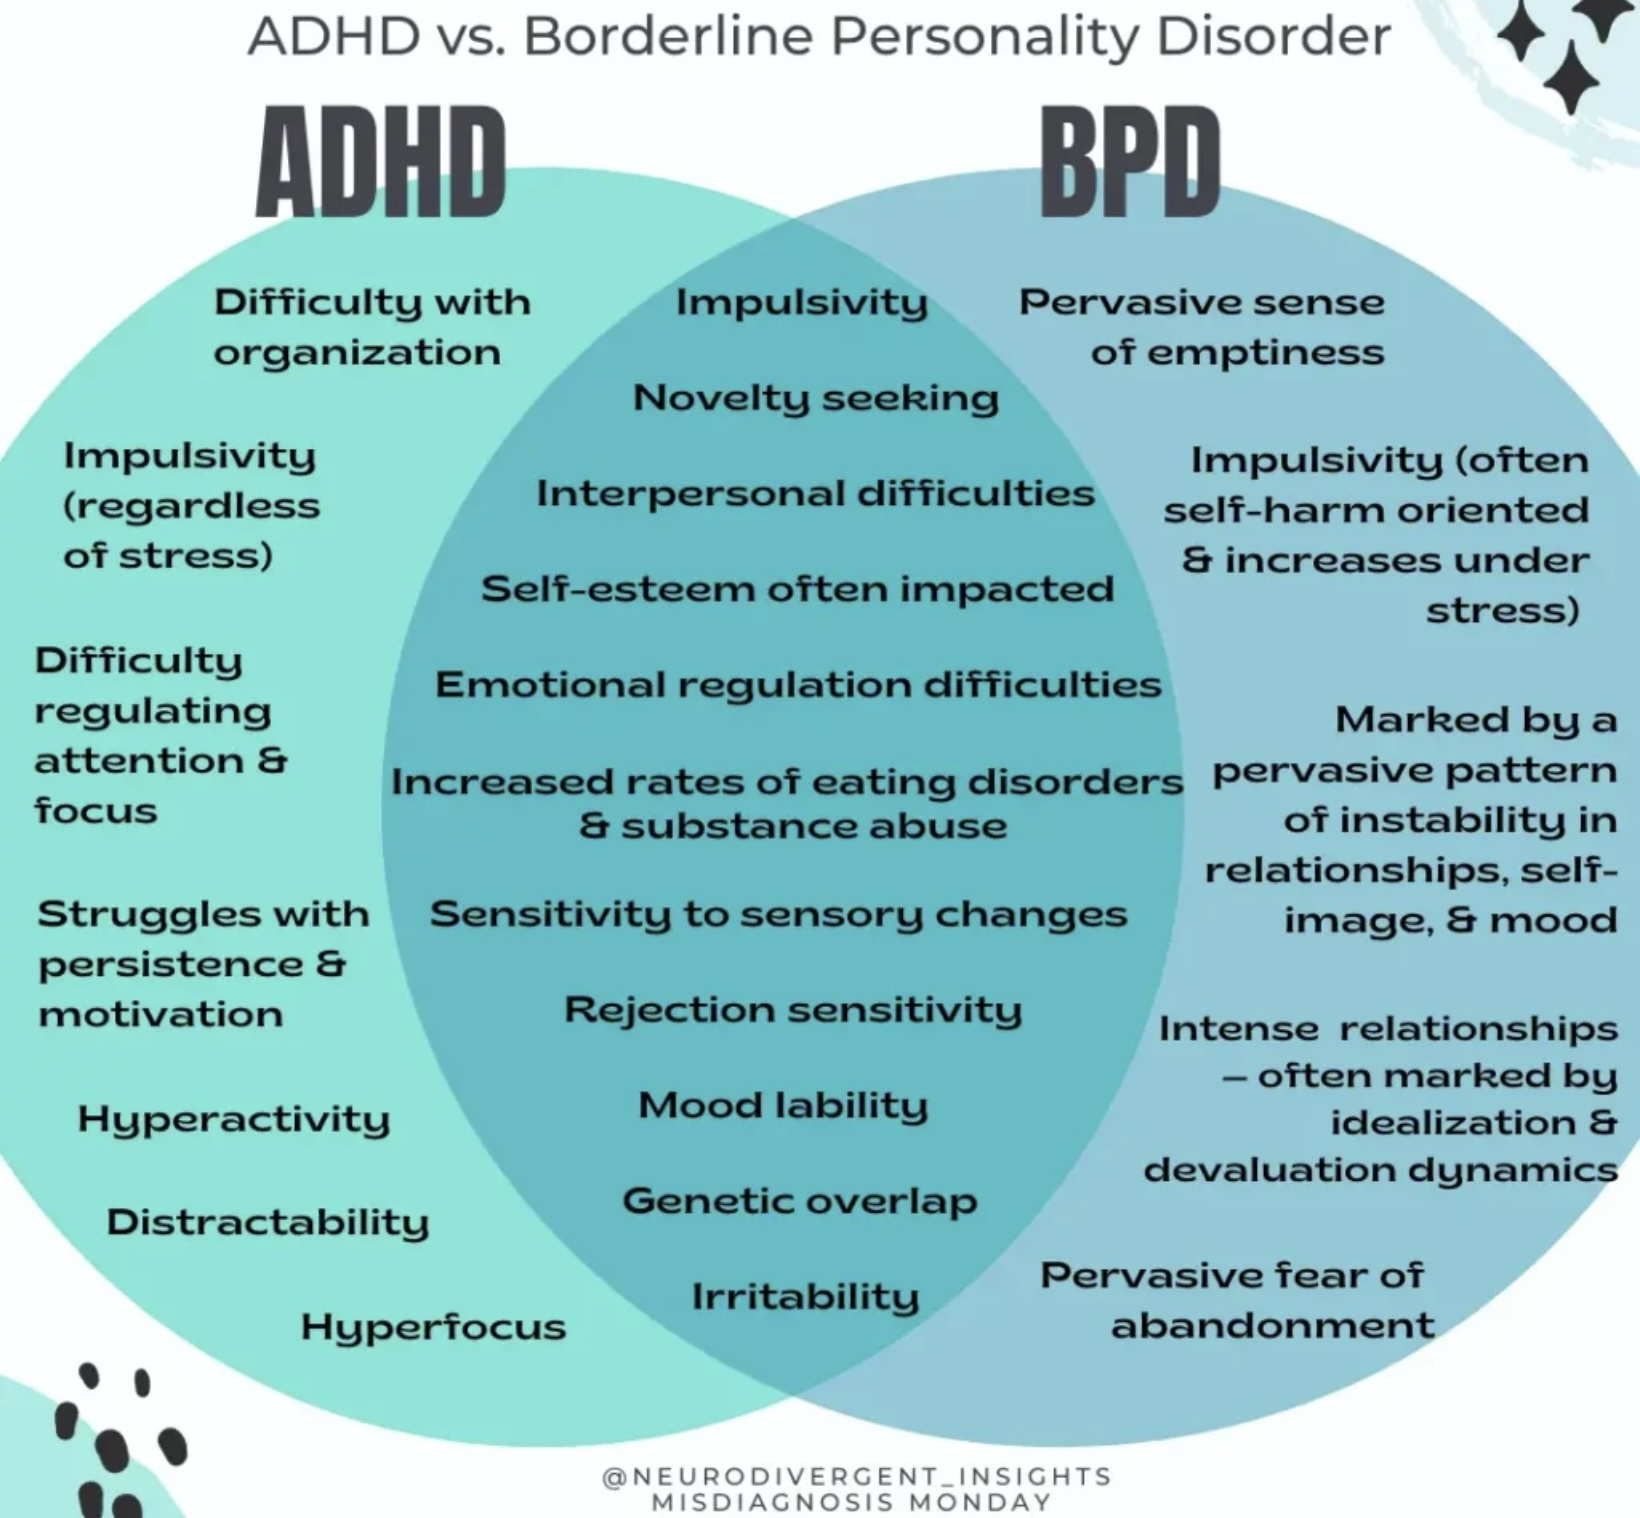 ADHD vs. Borderline Personality Disorder
ADHD
Difficulty with
organization
Impulsivity
(regardless
of stress)
Difficulty
regulating
attention &
focus
Struggles with
persistence &
motivation
Hyperactivity
Distractability
Hyperfocus
Impulsivity
Novelty seeking
Interpersonal difficulties
Self-esteem often impacted
Emotional regulation difficulties
Increased rates of eating disorders
& substance abuse
Sensitivity to sensory changes
Rejection sensitivity
Mood lability
Genetic overlap
Irritability
BPD
Pervasive sense
of emptiness
Impulsivity (often
self-harm oriented
& increases under
stress)
Marked by a
pervasive pattern
of instability in
relationships, self-
image, & mood
Intense relationships
– often marked by
idealization &
devaluation dynamics
Pervasive fear of
abandonment
@NEURODIVERGENT_INSIGHTS
MISDIAGNOSIS MONDAY